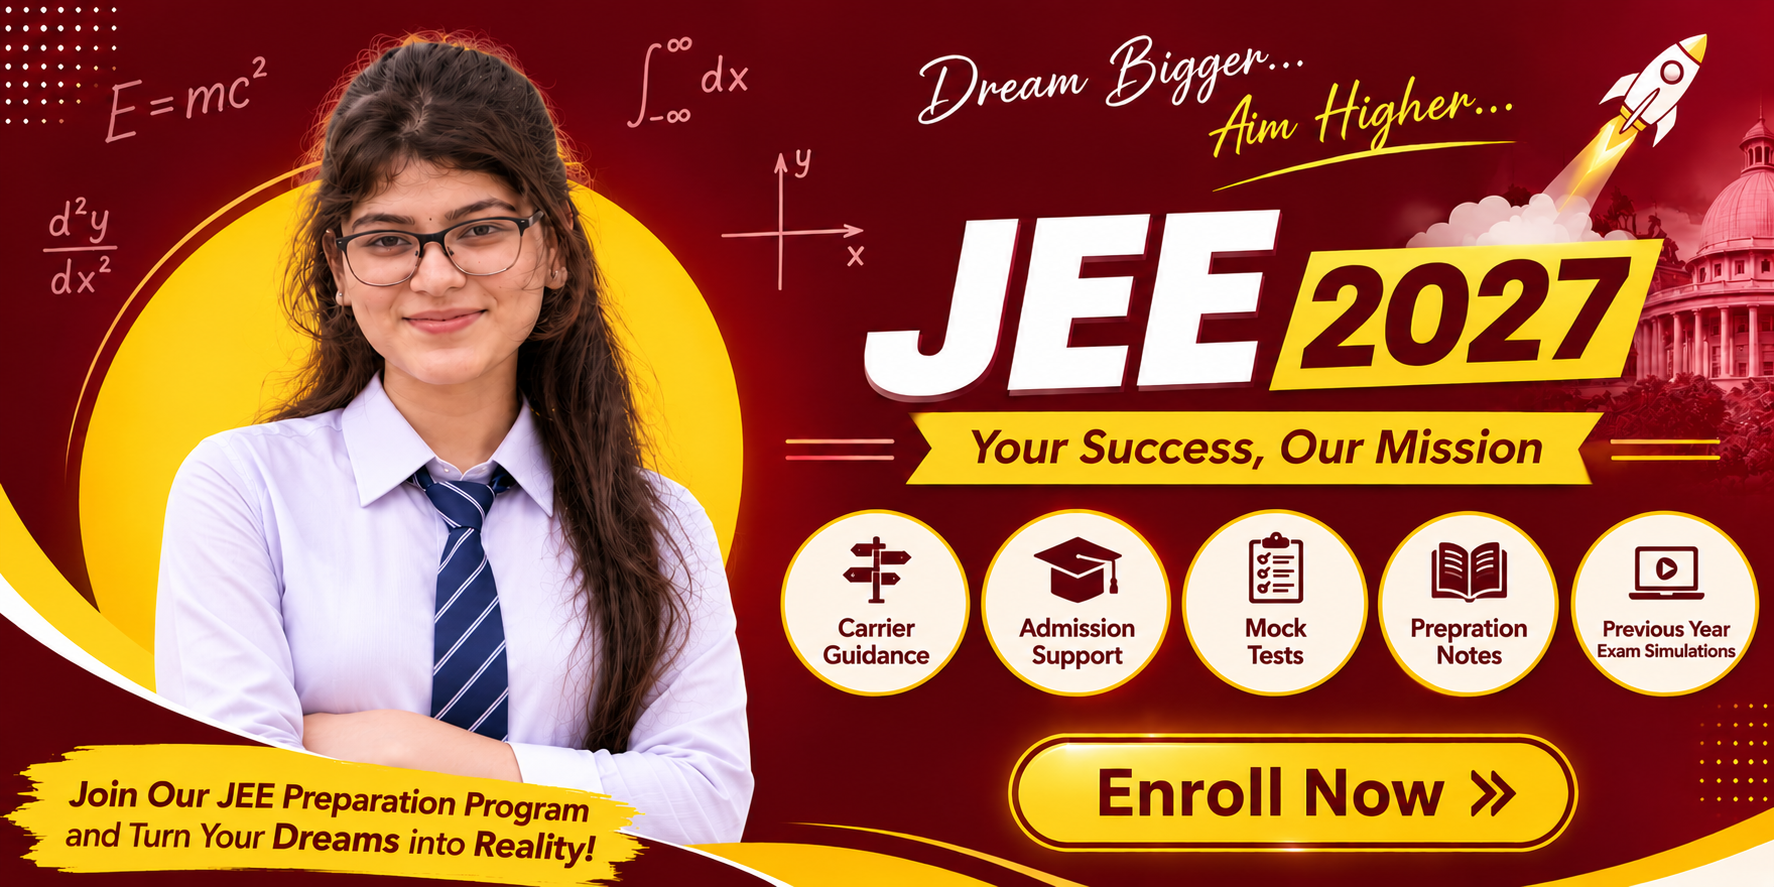 E = mc²
∫_{-∞}^{∞} dx
d²y
dx²
y
x
Dream Bigger...
Aim Higher...
JEE 2027
Your Success, Our Mission
Carrier
Guidance
Admission
Support
Mock
Tests
Prepration
Notes
Previous Year
Exam Simulations
Enroll Now »
Join Our JEE Preparation Program
and Turn Your Dreams into Reality!